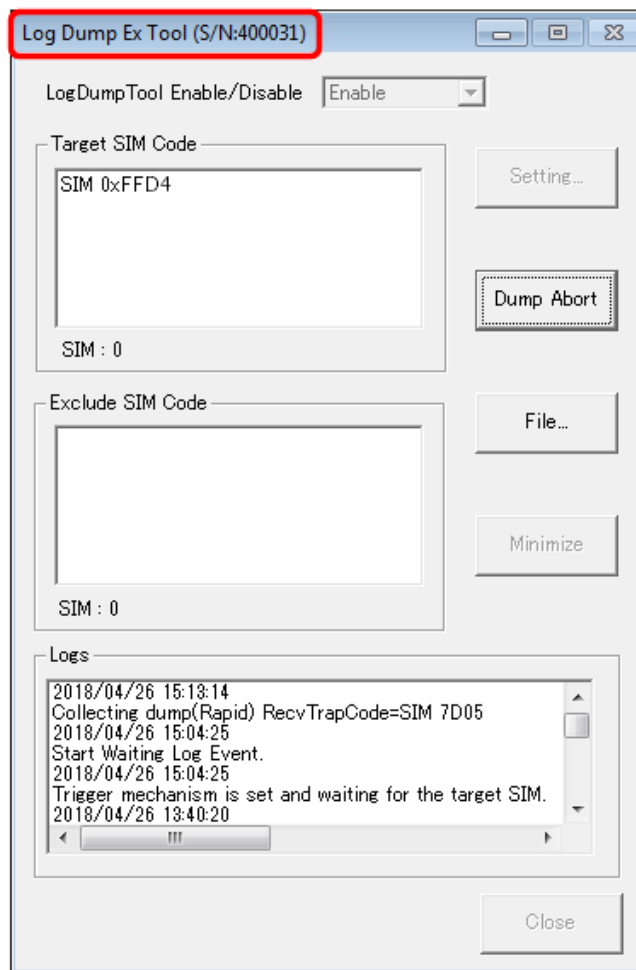 Log Dump Ex Tool (S/N:400031)
LogDumpTool Enable/Disable Enable
Target SIM Code
SIM 0xFFD4
Setting...
Dump Abort
SIM : 0
Exclude SIM Code
File...
Minimize
SIM : 0
Logs
2018/04/26 15:13:14
Collecting dump(Rapid) RecvTrapCode=SIM 7D05
2018/04/26 15:04:25
Start Waiting Log Event.
2018/04/26 15:04:25
Trigger mechanism is set and waiting for the target SIM.
2018/04/26 13:40:20
Close